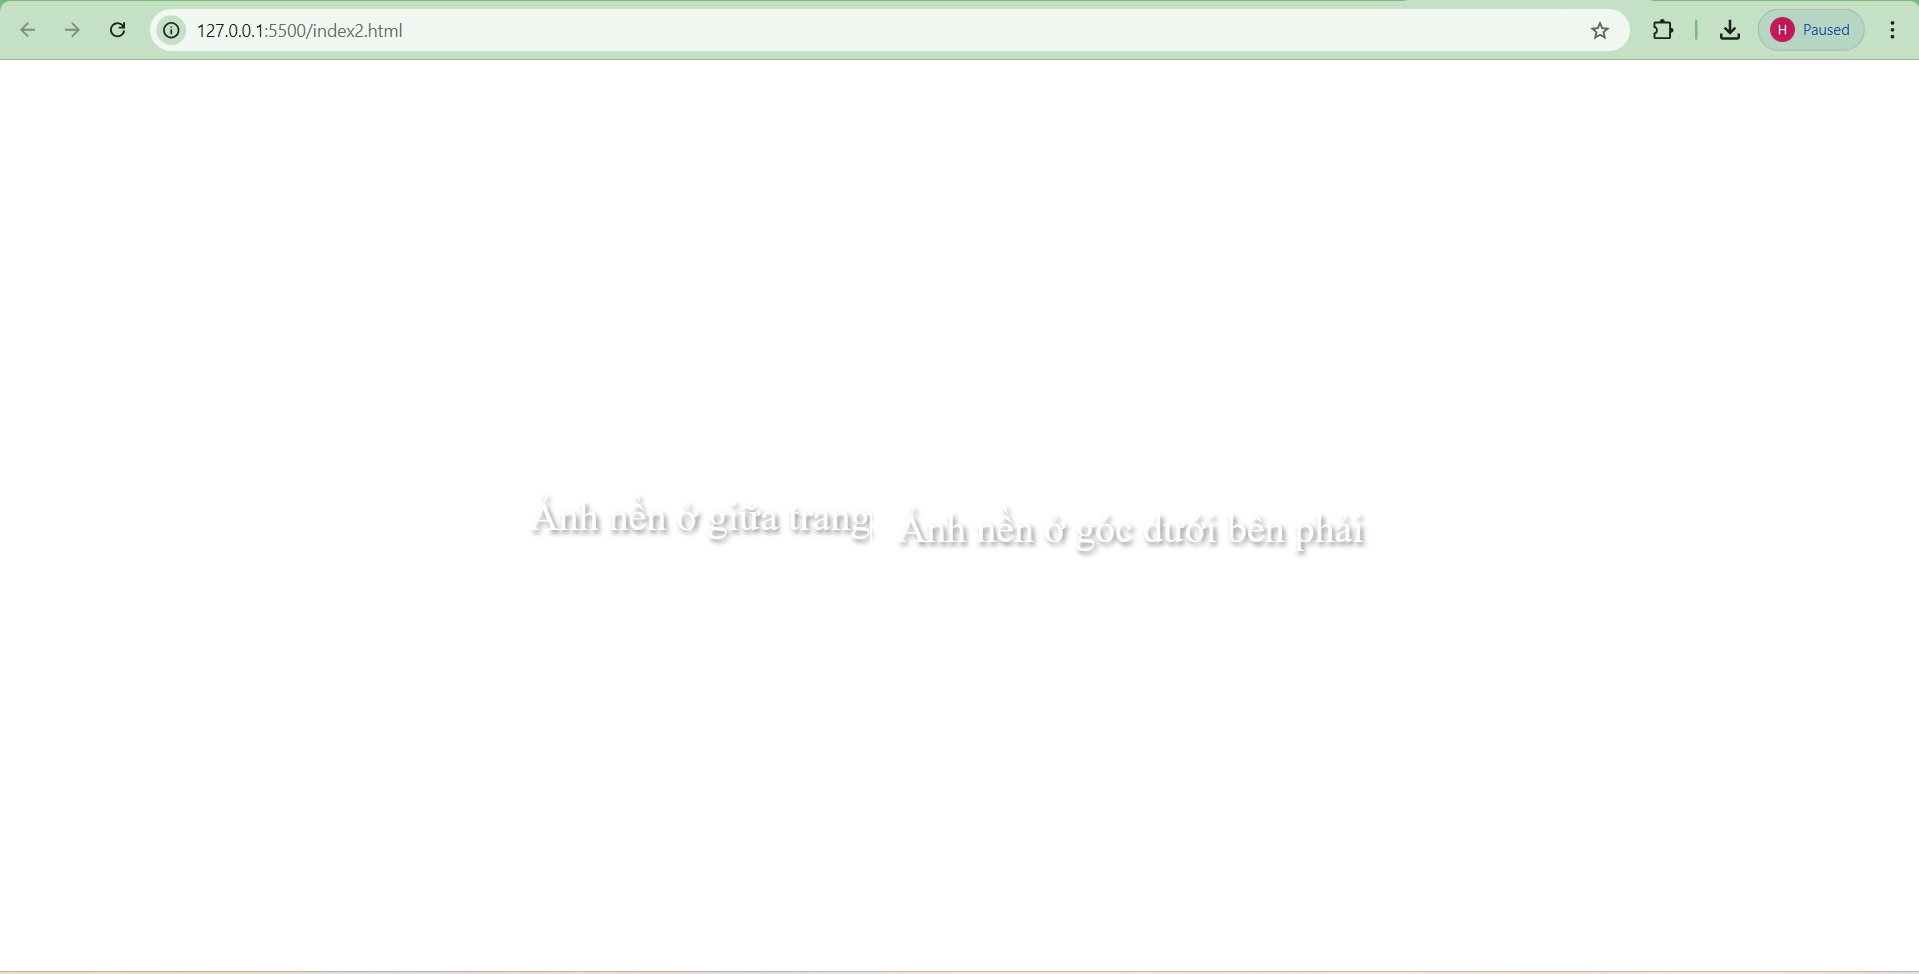 127.0.0.1:5500/index2.html
H Paused
Ảnh nền ở giữa trang
Ảnh nền ở góc dưới bên phải